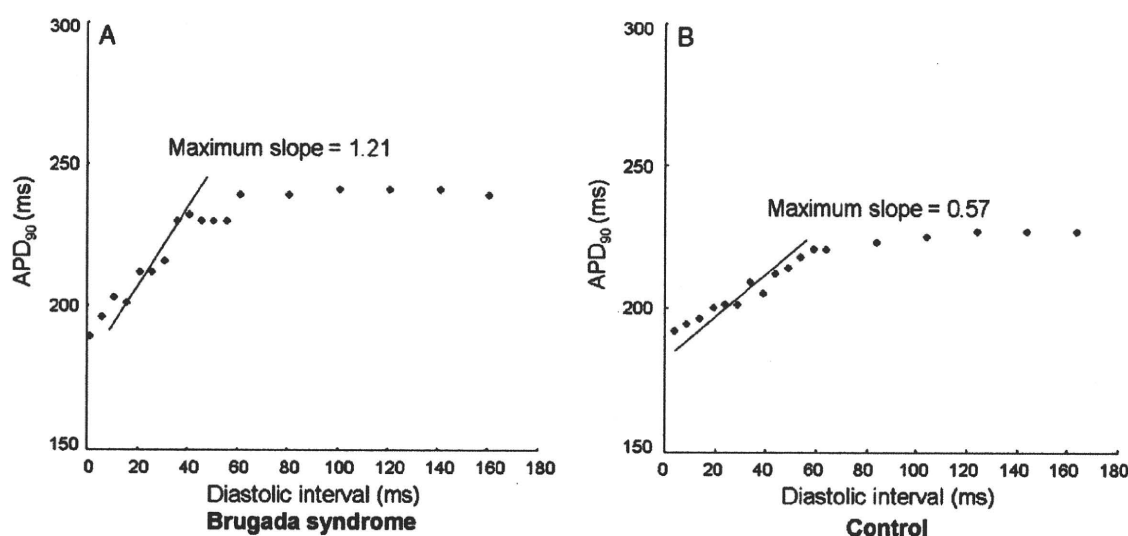 A
300
250
200
150
APD90 (ms)
Maximum slope = 1.21
0 20 40 60 80 100 120 140 160 180
Diastolic interval (ms)
Brugada syndrome
B
300
250
200
150
APD90 (ms)
Maximum slope = 0.57
0 20 40 60 80 100 120 140 160 180
Diastolic interval (ms)
Control